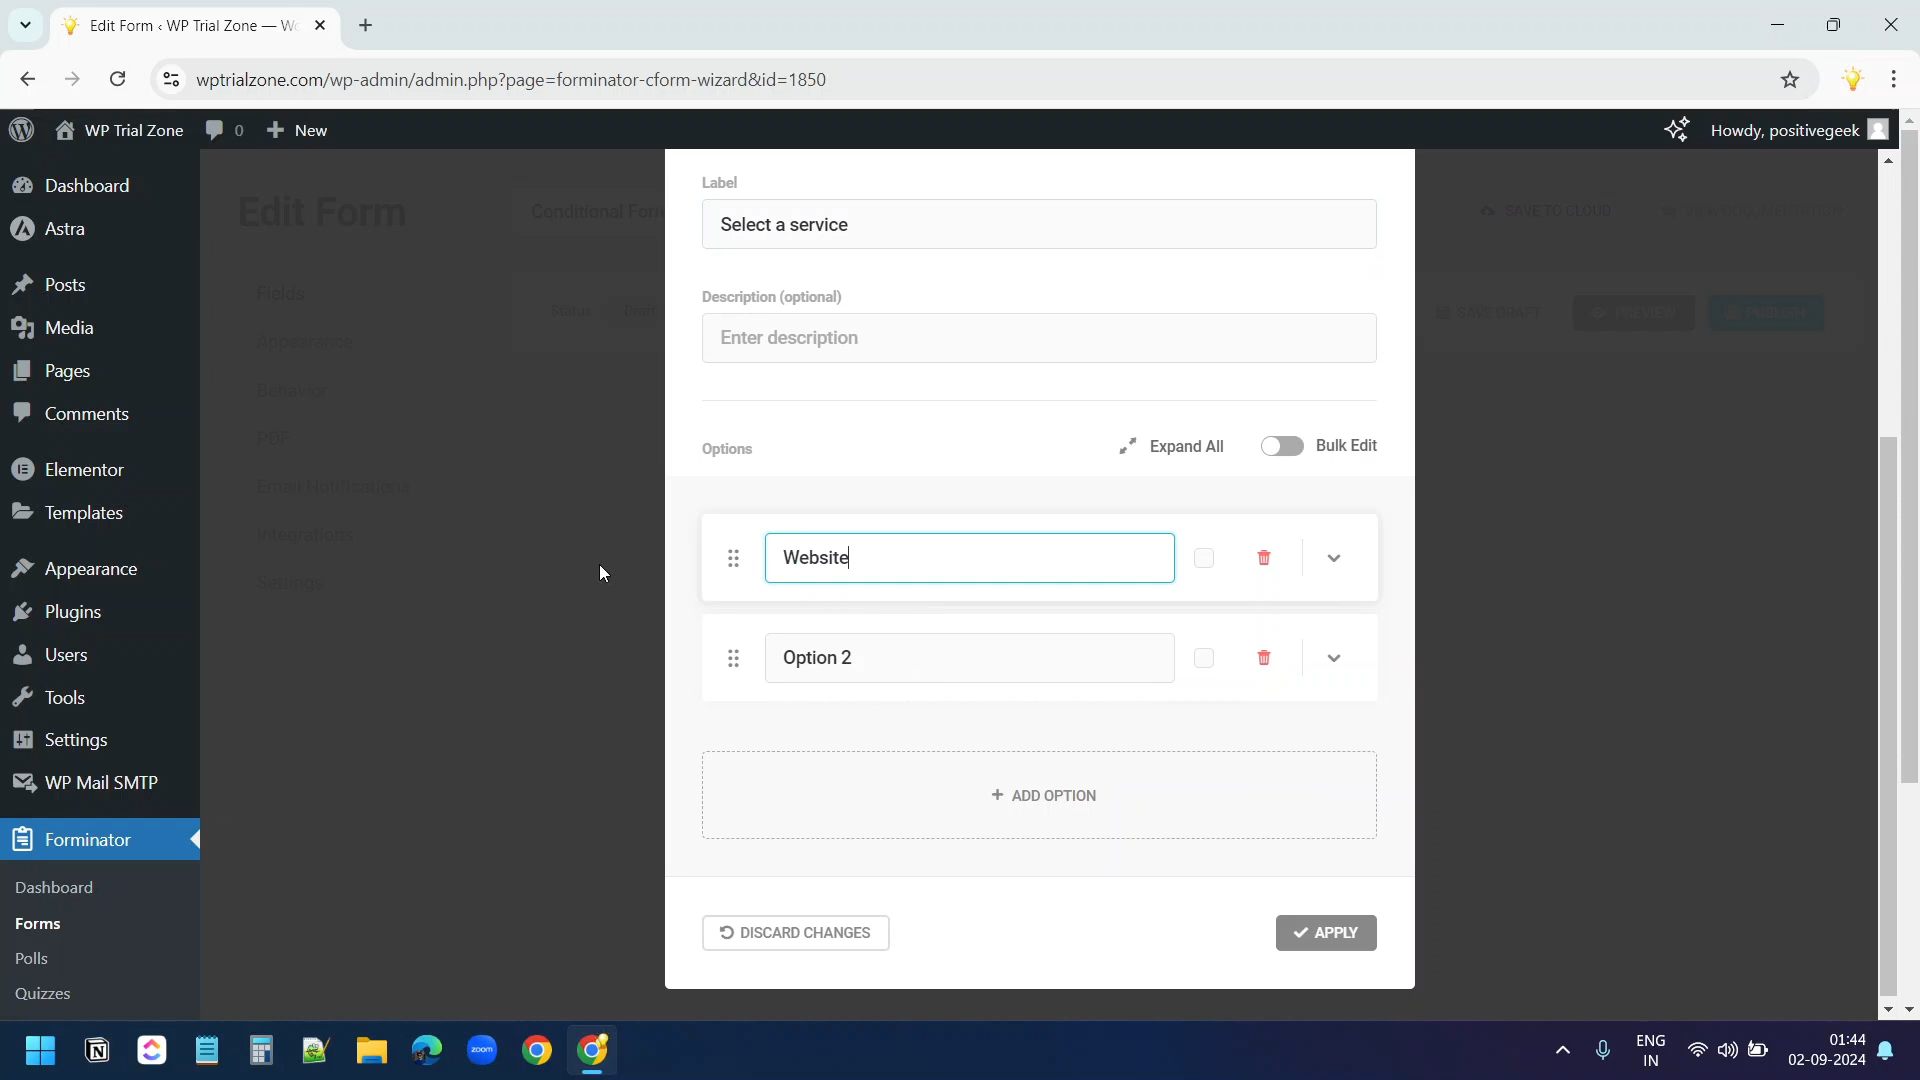 Edit Form ‹ WP Trial Zone — Wo
wptrialzone.com/wp-admin/admin.php?page=forminator-cform-wizard&id=1850
WP Trial Zone
0
New
Howdy, positivegeek
Dashboard
Astra
Posts
Media
Pages
Comments
Elementor
Templates
Appearance
Plugins
Users
Tools
Settings
WP Mail SMTP
Forminator
Dashboard
Forms
Polls
Quizzes
Edit Form
Conditional Form
SAVE TO CLOUD
VIEW DOCUMENTATION
Fields
Appearance
Behavior
PDF
Email Notifications
Integrations
Settings
Status Draft
SAVE DRAFT
PREVIEW
PUBLISH
Label
Select a service
Description (optional)
Enter description
Options
Expand All
Bulk Edit
Website
Option 2
+ ADD OPTION
DISCARD CHANGES
APPLY
zoom
ENG
IN
01:44
02-09-2024